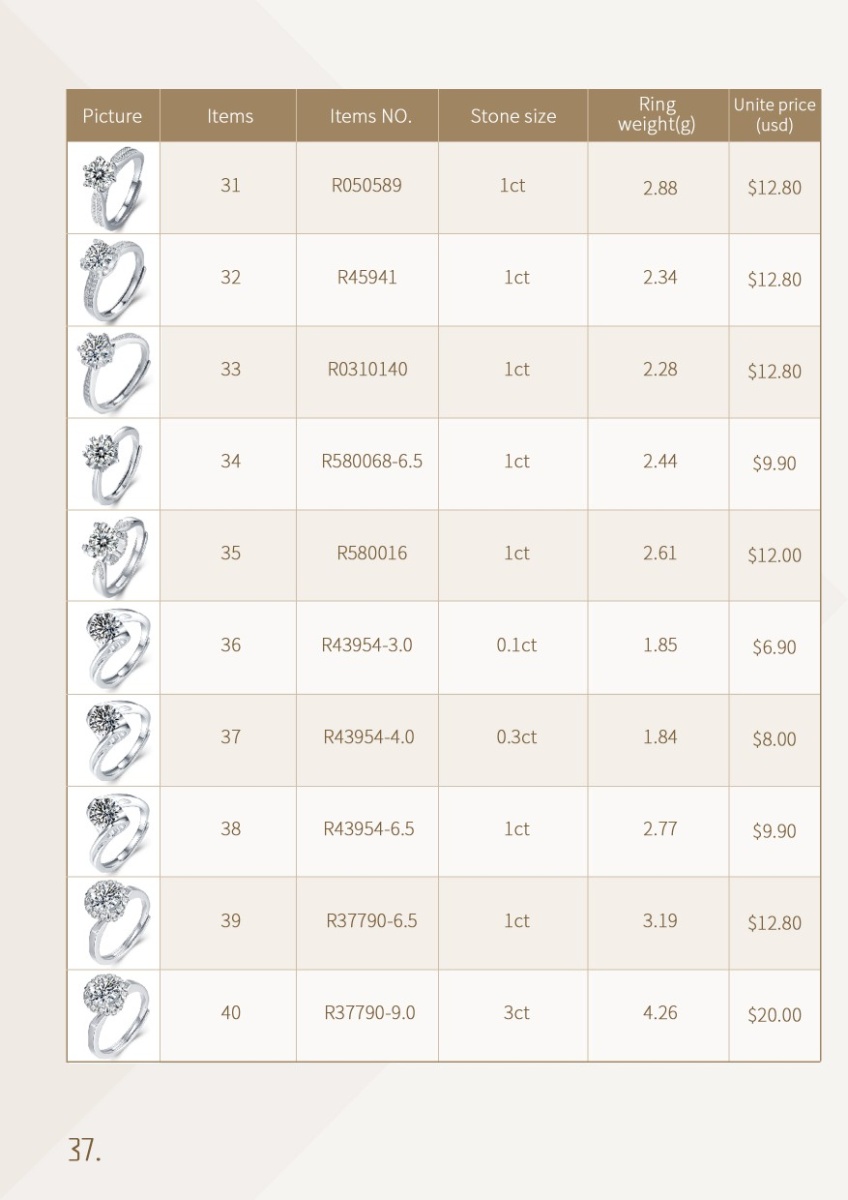 Picture Items Items NO. Stone size Ring weight(g) Unite price (usd)
31 R050589 1ct 2.88 $12.80
32 R45941 1ct 2.34 $12.80
33 R0310140 1ct 2.28 $12.80
34 R580068-6.5 1ct 2.44 $9.90
35 R580016 1ct 2.61 $12.00
36 R43954-3.0 0.1ct 1.85 $6.90
37 R43954-4.0 0.3ct 1.84 $8.00
38 R43954-6.5 1ct 2.77 $9.90
39 R37790-6.5 1ct 3.19 $12.80
40 R37790-9.0 3ct 4.26 $20.00
37.